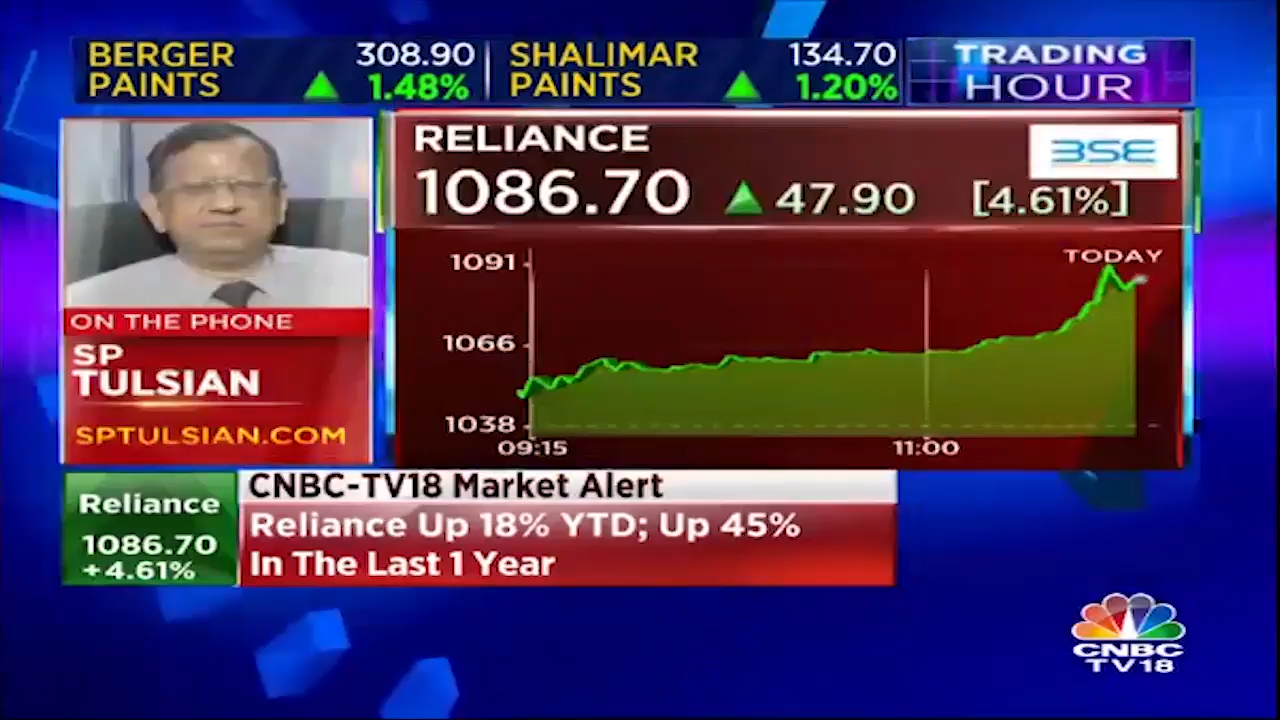 BERGER
PAINTS
308.90
▲ 1.48%
SHALIMAR
PAINTS
134.70
▲ 1.20%
TRADING
HOUR
ON THE PHONE
SP
TULSIAN
SPTULSIAN.COM
RELIANCE
BSE
1086.70 ▲ 47.90 [4.61%]
TODAY
1091
1066
1038
09:15 11:00
Reliance
1086.70
+4.61%
CNBC-TV18 Market Alert
Reliance Up 18% YTD; Up 45%
In The Last 1 Year
CNBC
TV18